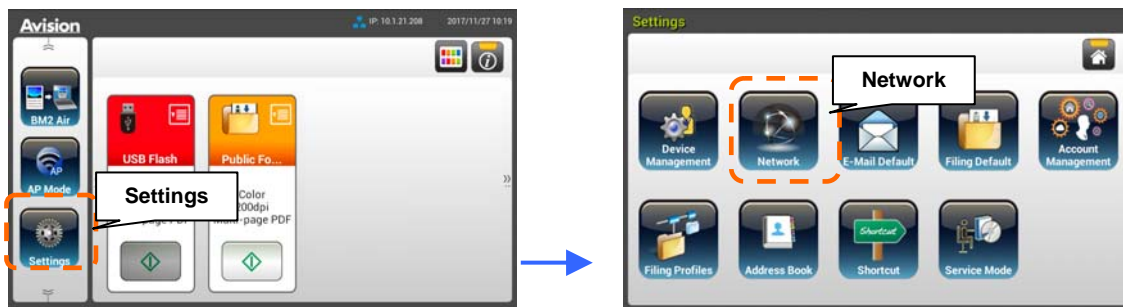 Avision
IP: 10.1.21.208 2017/11/27 10:19
BM2 Air
AP
AP Mode
Settings
USB Flash
Public Fo...
Color
200dpi
Multi-page PDF
Settings
Settings
Network
Device
Management
Network
E-Mail Default
Filing Default
Account
Management
Filing Profiles
Address Book
Shortcut
Shortcut
Service Mode